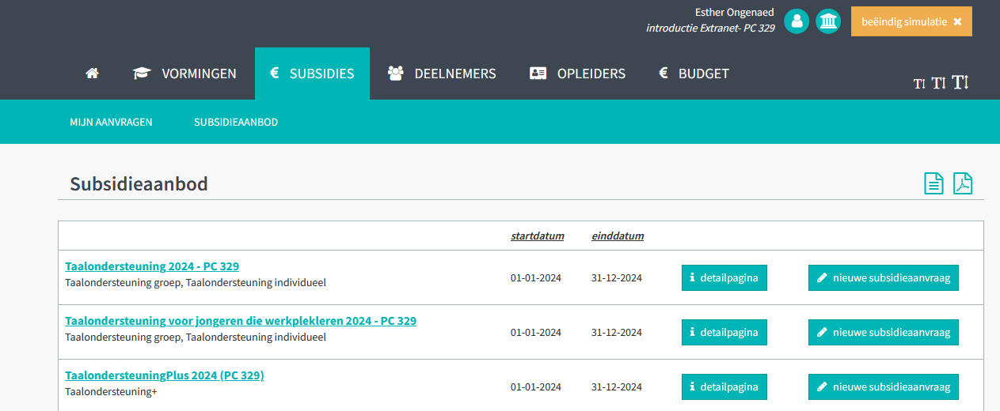 Esther Ongenaed
introductie Extranet- PC 329
beëindig simulatie ×
VORMINGEN € SUBSIDIES DEELNEMERS OPLEIDERS € BUDGET
T T T
MIJN AANVRAGEN SUBSIDIEAANBOD
Subsidieaanbod
startdatum einddatum
Taalondersteuning 2024 - PC 329
Taalondersteuning groep, Taalondersteuning individueel
01-01-2024 31-12-2024 i detailpagina nieuwe subsidieaanvraag
Taalondersteuning voor jongeren die werkplekleren 2024 - PC 329
Taalondersteuning groep, Taalondersteuning individueel
01-01-2024 31-12-2024 i detailpagina nieuwe subsidieaanvraag
TaalondersteuningPlus 2024 (PC 329)
Taalondersteuning+
01-01-2024 31-12-2024 i detailpagina nieuwe subsidieaanvraag